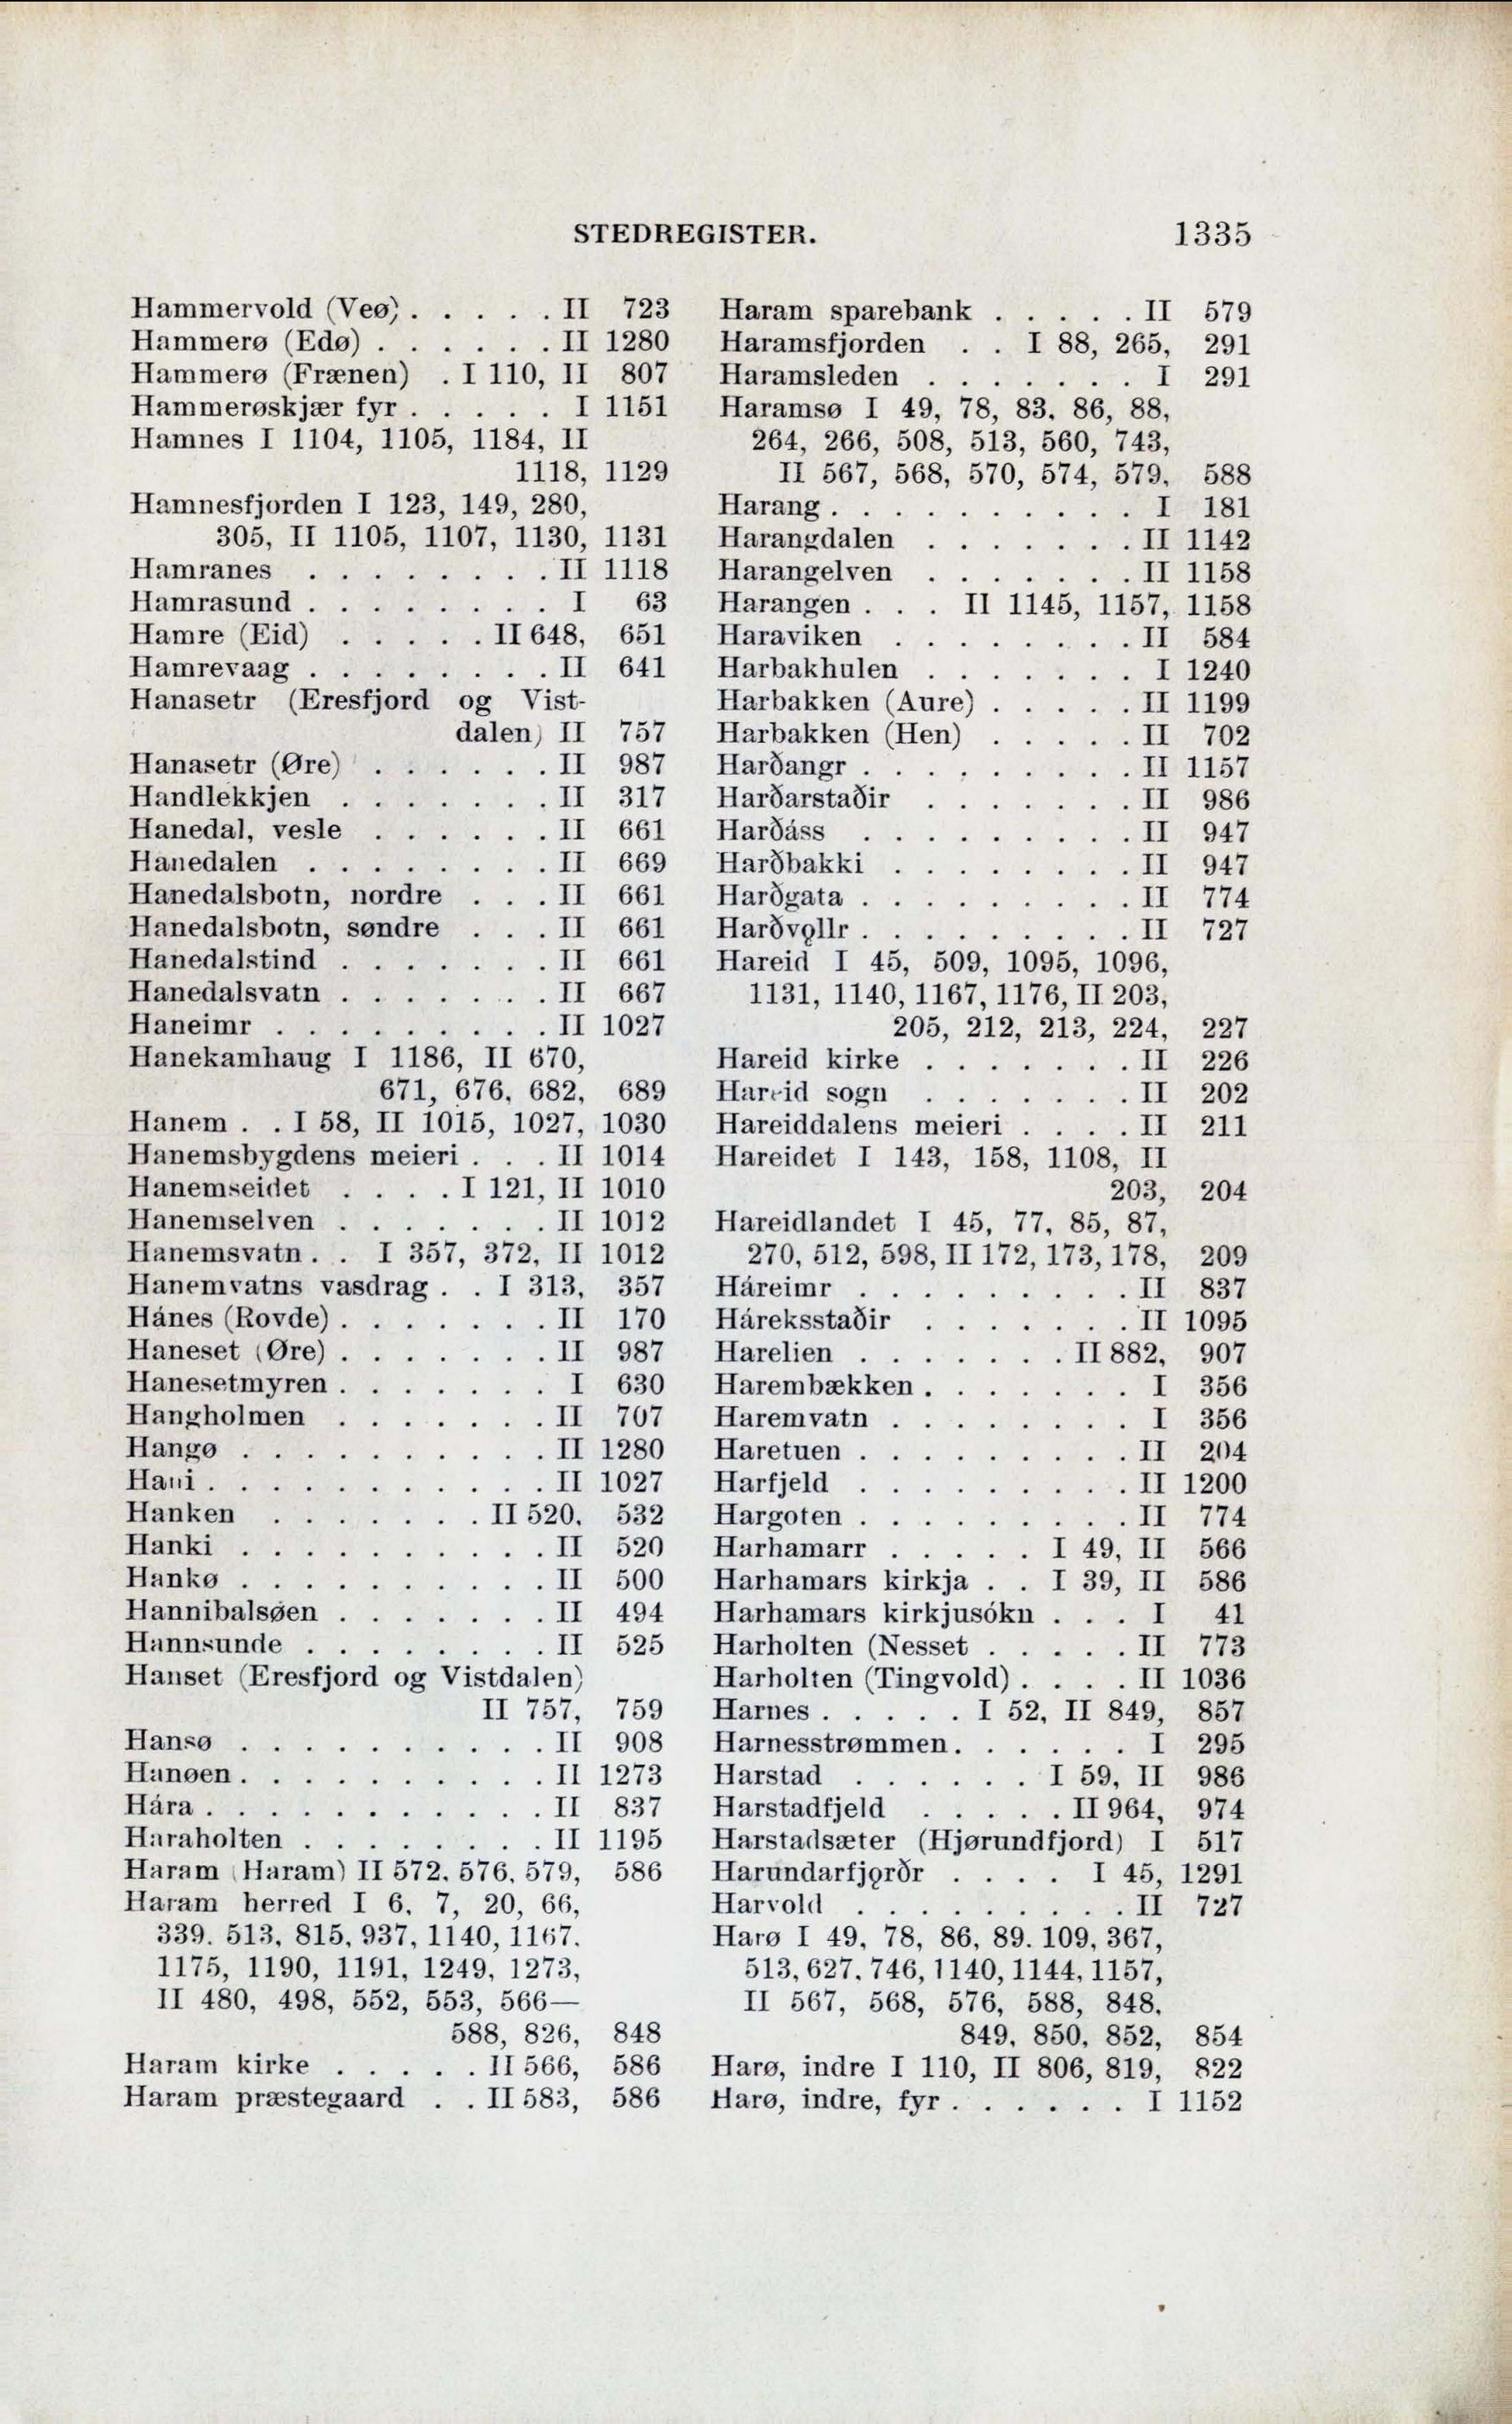 STEDREGISTER. 1335
Hammervold (Veø) . . . . . II 723
Hammerø (Edø) . . . . . . II 1280
Hammerø (Frænen) . I 110, II 807
Hammerøskjær fyr . . . . . I 1151
Hamnes I 1104, 1105, 1184, II
1118, 1129
Hamnesfjorden I 123, 149, 280,
305, II 1105, 1107, 1130, 1131
Hamranes . . . . . . . . II 1118
Hamrasund . . . . . . . . I 63
Hamre (Eid) . . . . . II 648, 651
Hamrevaag . . . . . . . . II 641
Hanasetr (Eresfjord og Vist-
dalen) II 757
Hanasetr (Øre) . . . . . . II 987
Handlekkjen . . . . . . . II 317
Hanedal, vesle . . . . . . II 661
Hanedalen . . . . . . . . II 669
Hanedalsbotn, nordre . . . II 661
Hanedalsbotn, søndre . . . II 661
Hanedalstind . . . . . . . II 661
Hanedalsvatn . . . . . . . II 667
Haneimr . . . . . . . . . II 1027
Hanekamhaug I 1186, II 670,
671, 676, 682, 689
Hanem . . I 58, II 1015, 1027, 1030
Hanemsbygdens meieri . . . II 1014
Hanemseidet . . . . I 121, II 1010
Hanemselven . . . . . . . II 1012
Hanemsvatn . . I 357, 372, II 1012
Hanemvatns vasdrag . . I 313, 357
Hánes (Rovde) . . . . . . . II 170
Haneset (Øre) . . . . . . . II 987
Hanesetmyren . . . . . . . I 630
Hangholmen . . . . . . . II 707
Hangø . . . . . . . . . . II 1280
Hani . . . . . . . . . . . II 1027
Hanken . . . . . . . II 520, 532
Hanki . . . . . . . . . . II 520
Hankø . . . . . . . . . . II 500
Hannibalsøen . . . . . . . II 494
Hannsunde . . . . . . . . II 525
Hanset (Eresfjord og Vistdalen)
II 757, 759
Hansø . . . . . . . . . . II 908
Hanøen . . . . . . . . . . II 1273
Hára . . . . . . . . . . . II 837
Haraholten . . . . . . . . II 1195
Haram (Haram) II 572, 576, 579, 586
Haram herred I 6, 7, 20, 66,
339. 513, 815, 937, 1140, 1167.
1175, 1190, 1191, 1249, 1273,
II 480, 498, 552, 553, 566—
588, 826, 848
Haram kirke . . . . . II 566, 586
Haram præstegaard . . II 583, 586
Haram sparebank . . . . . II 579
Haramsfjorden . . I 88, 265, 291
Haramsleden . . . . . . . I 291
Haramsø I 49, 78, 83, 86, 88,
264, 266, 508, 513, 560, 743,
II 567, 568, 570, 574, 579, 588
Harang . . . . . . . . . . I 181
Harangdalen . . . . . . . II 1142
Harangelven . . . . . . . II 1158
Harangen . . . II 1145, 1157, 1158
Haraviken . . . . . . . . II 584
Harbakhulen . . . . . . . I 1240
Harbakken (Aure) . . . . . II 1199
Harbakken (Hen) . . . . . II 702
Harðangr . . . . . . . . . II 1157
Harðarstaðir . . . . . . . II 986
Harðáss . . . . . . . . . II 947
Harðbakki . . . . . . . . II 947
Harðgata . . . . . . . . . II 774
Harðvǫllr . . . . . . . . . II 727
Hareid I 45, 509, 1095, 1096,
1131, 1140, 1167, 1176, II 203,
205, 212, 213, 224, 227
Hareid kirke . . . . . . . II 226
Hareid sogn . . . . . . . II 202
Hareiddalens meieri . . . . II 211
Hareidet I 143, 158, 1108, II
203, 204
Hareidlandet I 45, 77, 85, 87,
270, 512, 598, II 172, 173, 178, 209
Háreimr . . . . . . . . . II 837
Háreksstaðir . . . . . . . II 1095
Harelien . . . . . . . II 882, 907
Harembækken . . . . . . . I 356
Haremvatn . . . . . . . . I 356
Haretuen . . . . . . . . . II 204
Harfjeld . . . . . . . . . II 1200
Hargoten . . . . . . . . . II 774
Harhamarr . . . . . I 49, II 566
Harhamars kirkja . . I 39, II 586
Harhamars kirkjusókn . . . I 41
Harholten (Nesset . . . . . II 773
Harholten (Tingvold) . . . . II 1036
Harnes . . . . . I 52, II 849, 857
Harnesstrømmen . . . . . . I 295
Harstad . . . . . . I 59, II 986
Harstadfjeld . . . . . II 964, 974
Harstadsæter (Hjørundfjord) I 517
Harundarfjǫrðr . . . . I 45, 1291
Harvold . . . . . . . . . II 727
Harø I 49, 78, 86, 89. 109, 367,
513, 627, 746, 1140, 1144, 1157,
II 567, 568, 576, 588, 848,
849, 850, 852, 854
Harø, indre I 110, II 806, 819, 822
Harø, indre, fyr . . . . . . I 1152